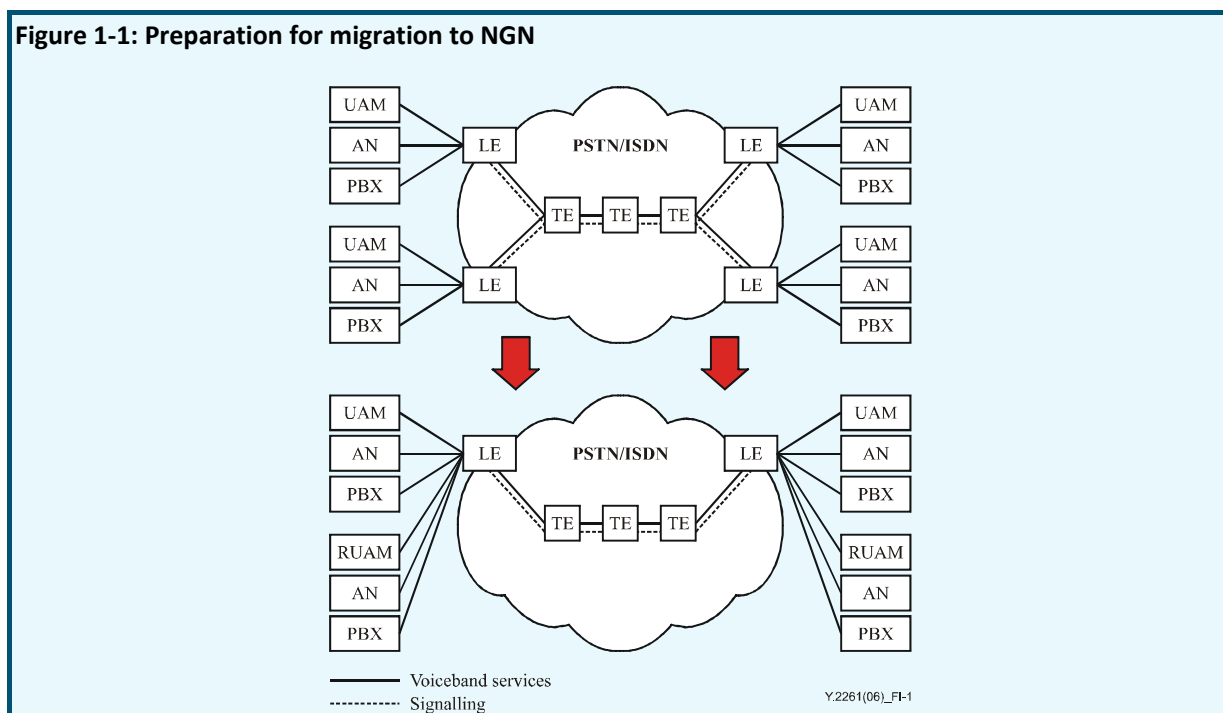 Figure 1-1: Preparation for migration to NGN
UAM
AN
PBX
LE
PSTN/ISDN
LE
UAM
AN
PBX
TE
TE
TE
UAM
AN
PBX
LE
LE
UAM
AN
PBX
UAM
AN
PBX
LE
PSTN/ISDN
LE
UAM
AN
PBX
TE
TE
TE
RUAM
AN
PBX
RUAM
AN
PBX
Voiceband services
Signalling
Y.2261(06)_FI-1